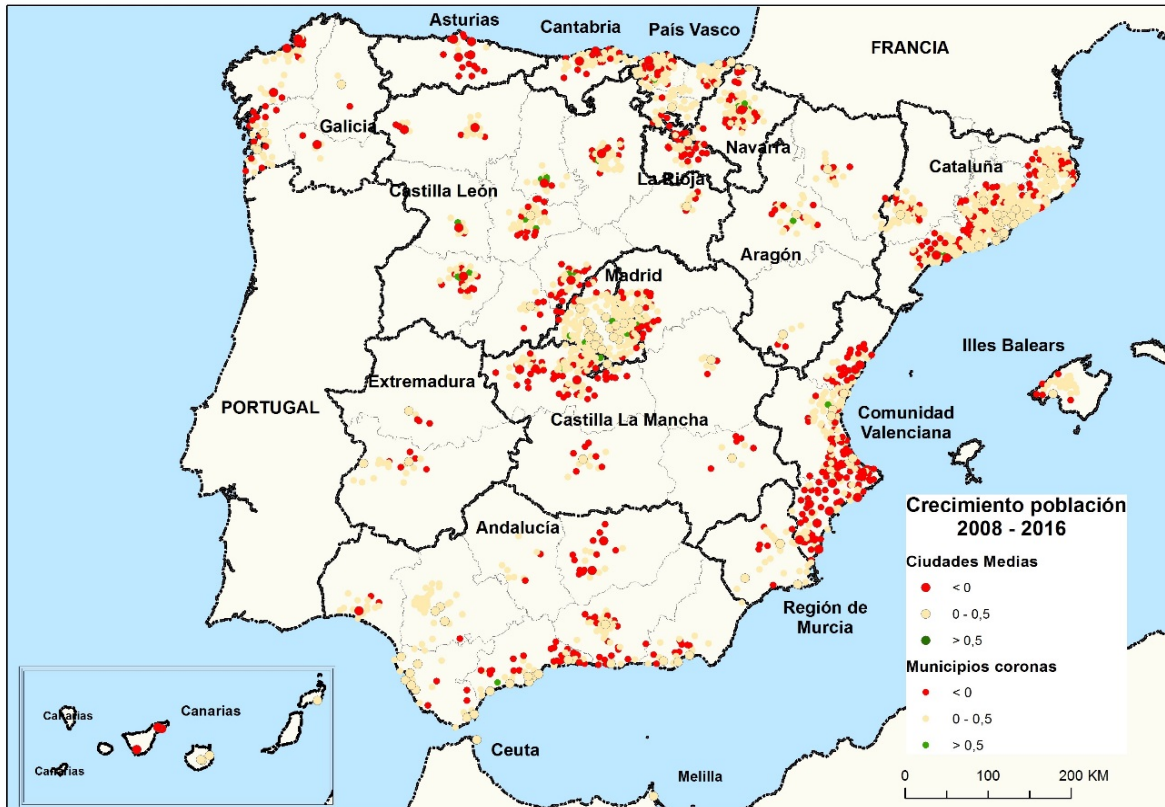 Asturias
Cantabria
País Vasco
FRANCIA
Galicia
Navarra
Cataluña
La Rioja
Castilla León
Aragón
Madrid
Illes Balears
Extremadura
PORTUGAL
Castilla La Mancha
Comunidad
Valenciana
Andalucía
Región de
Murcia
Crecimiento población
2008 - 2016
Ciudades Medias
< 0
0 - 0,5
> 0,5
Municipios coronas
< 0
0 - 0,5
> 0,5
Canarias
Canarias
Canarias
Ceuta
Melilla
0 100 200 KM